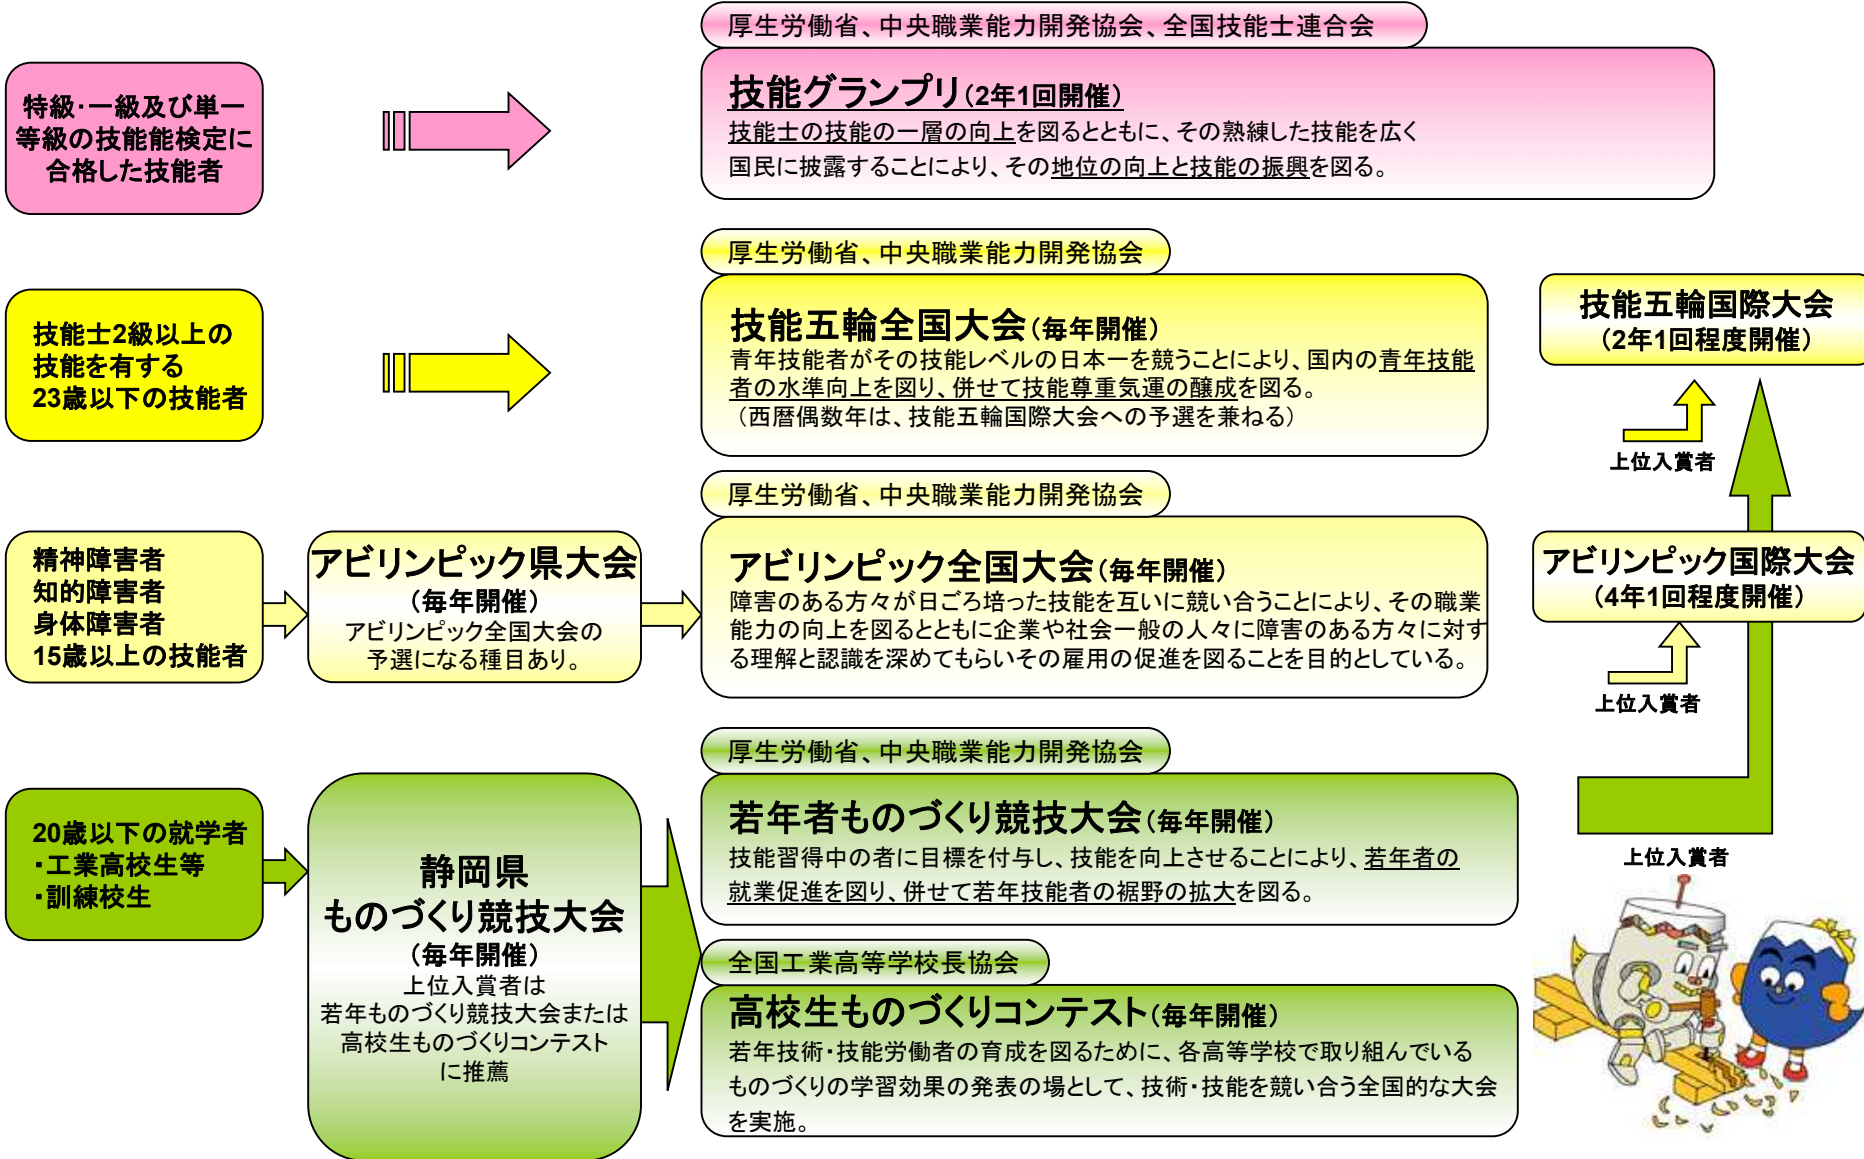 厚生労働省、中央職業能力開発協会、全国技能士連合会
特級・一級及び単一
等級の技能能検定に
合格した技能者
技能グランプリ(2年1回開催)
技能士の技能の一層の向上を図るとともに、その熟練した技能を広く
国民に披露することにより、その地位の向上と技能の振興を図る。
厚生労働省、中央職業能力開発協会
技能士2級以上の
技能を有する
23歳以下の技能者
技能五輪全国大会(毎年開催)
青年技能者がその技能レベルの日本一を競うことにより、国内の青年技能
者の水準向上を図り、併せて技能尊重気運の醸成を図る。
(西暦偶数年は、技能五輪国際大会への予選を兼ねる)
技能五輪国際大会
(2年1回程度開催)
上位入賞者
厚生労働省、中央職業能力開発協会
精神障害者
知的障害者
身体障害者
15歳以上の技能者
アビリンピック県大会
(毎年開催)
アビリンピック全国大会の
予選になる種目あり。
アビリンピック全国大会(毎年開催)
障害のある方々が日ごろ培った技能を互いに競い合うことにより、その職業
能力の向上を図るとともに企業や社会一般の人々に障害のある方々に対す
る理解と認識を深めてもらいその雇用の促進を図ることを目的としている。
アビリンピック国際大会
(4年1回程度開催)
上位入賞者
厚生労働省、中央職業能力開発協会
20歳以下の就学者
・工業高校生等
・訓練校生
静岡県
ものづくり競技大会
(毎年開催)
上位入賞者は
若年ものづくり競技大会または
高校生ものづくりコンテスト
に推薦
若年者ものづくり競技大会(毎年開催)
技能習得中の者に目標を付与し、技能を向上させることにより、若年者の
就業促進を図り、併せて若年技能者の裾野の拡大を図る。
上位入賞者
全国工業高等学校長協会
高校生ものづくりコンテスト(毎年開催)
若年技術・技能労働者の育成を図るために、各高等学校で取り組んでいる
ものづくりの学習効果の発表の場として、技術・技能を競い合う全国的な大会
を実施。